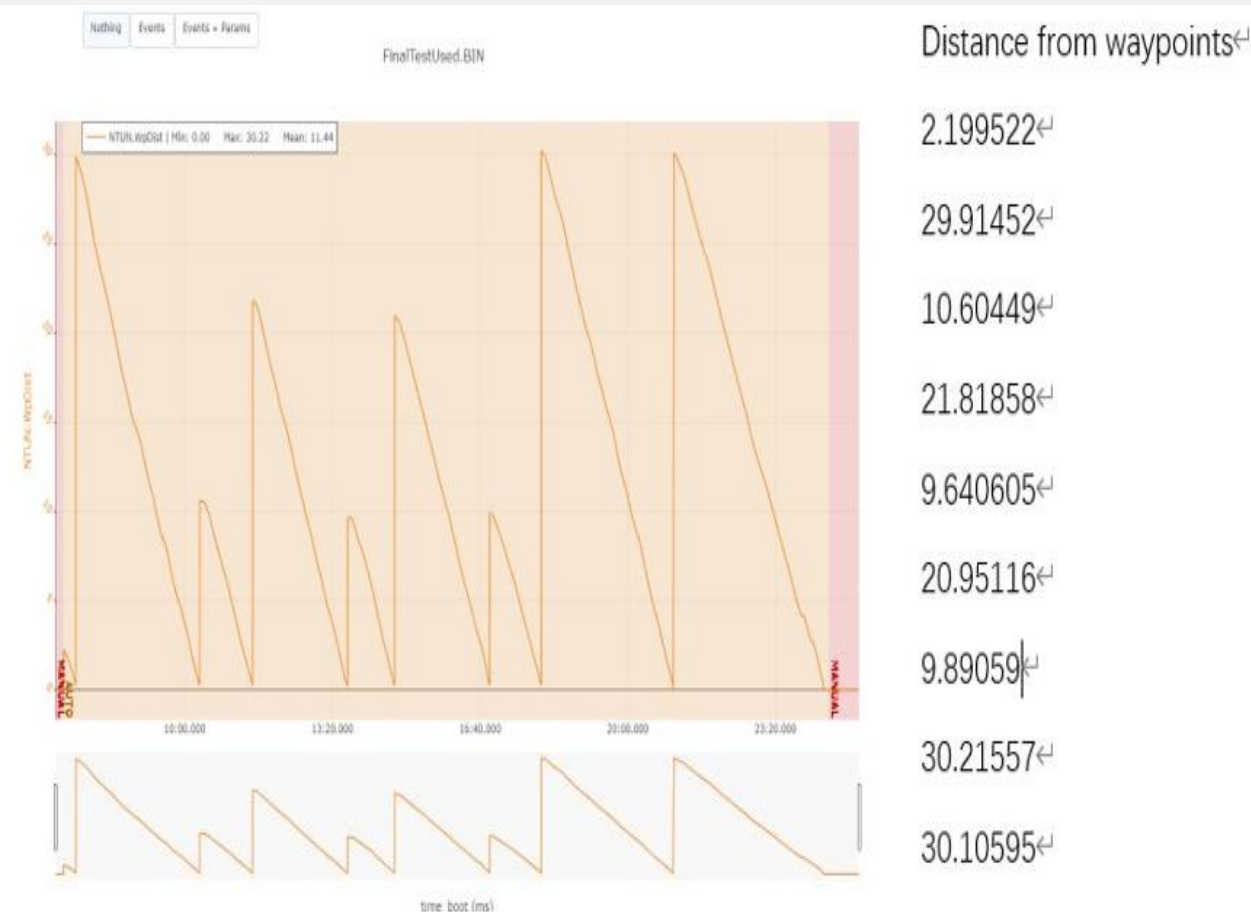 Nothing Events Events + Params
FinalTestUsed.BIN
NTUN.WpDist | Min: 0.00 Max: 30.22 Mean: 11.44
NTUN.WpDist
MANUAL
AUTO
MANUAL
10:00.000 13:20.000 16:40.000 20:00.000 23:20.000
time_boot (ms)
Distance from waypoints↵
2.199522↵
29.91452↵
10.60449↵
21.81858↵
9.640605↵
20.95116↵
9.89059↵
30.21557↵
30.10595↵